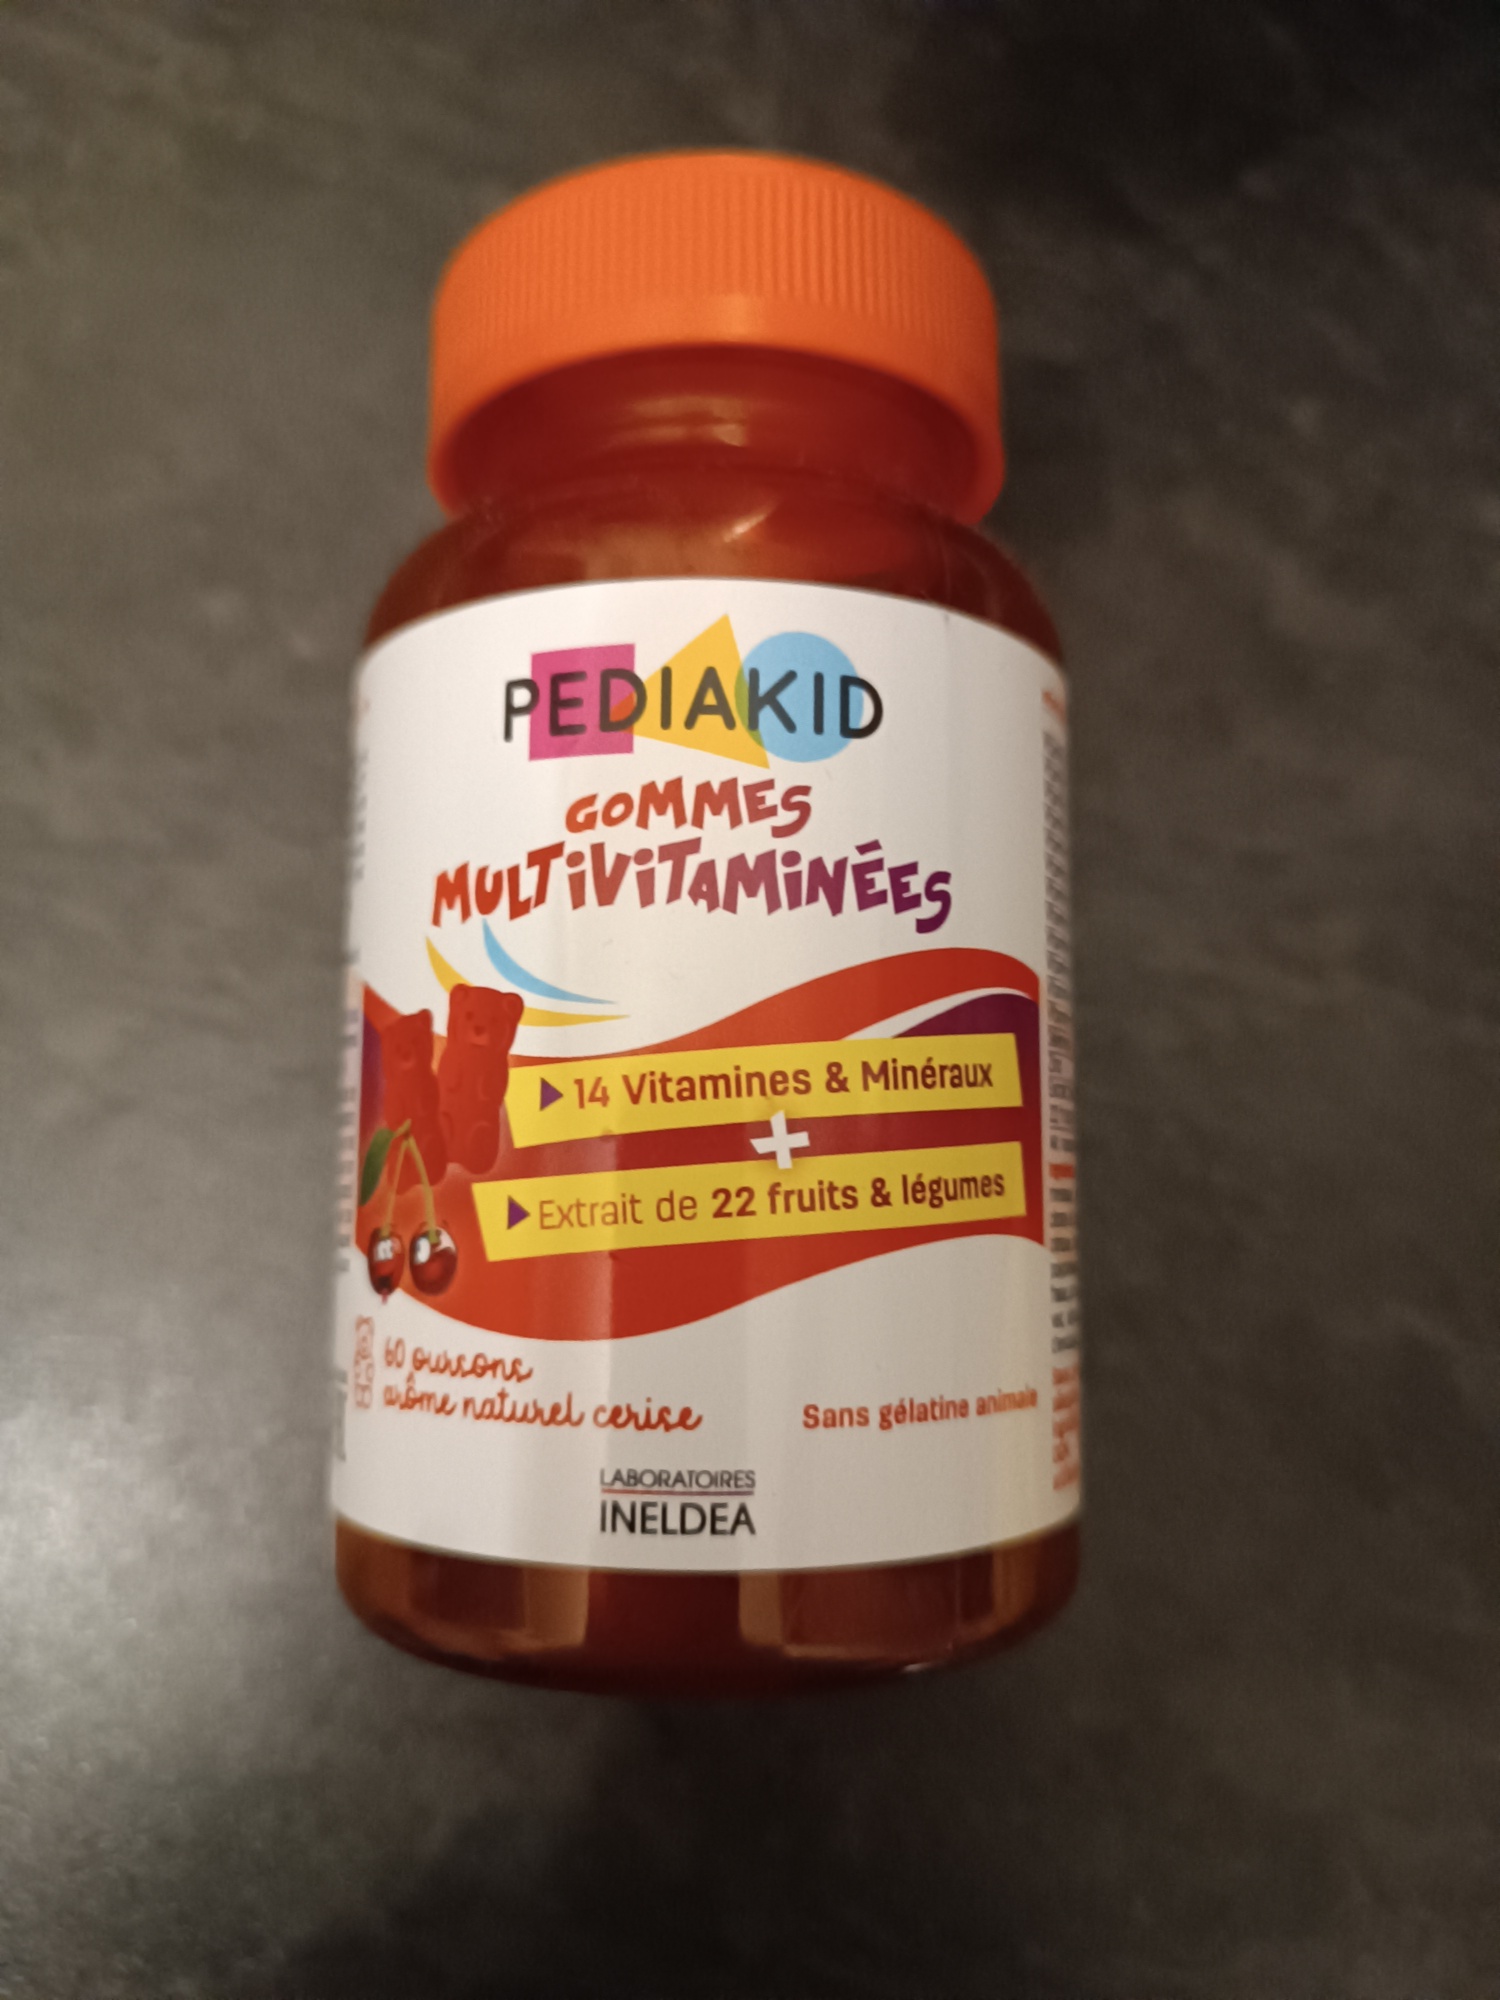 PEDIAKID
GOMMES
MULTIVITAMINÉES
14 Vitamines & Minéraux
+
Extrait de 22 fruits & légumes
60 oursons
arôme naturel cerise
Sans gélatine animale
LABORATOIRES
INELDEA